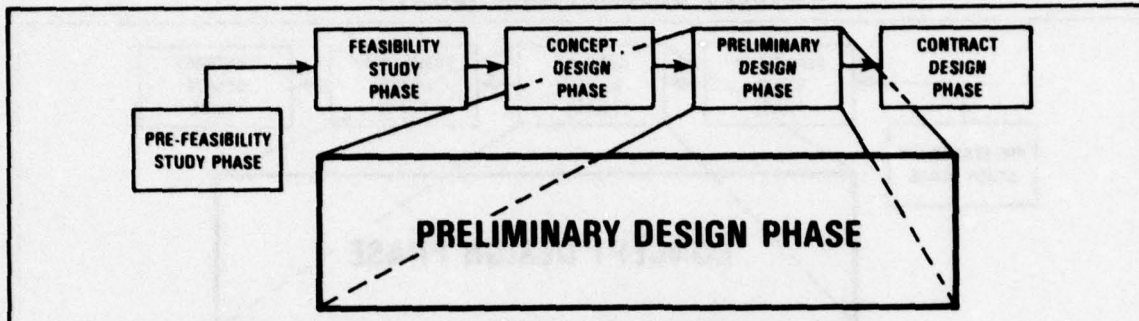 PRE-FEASIBILITY
STUDY PHASE
FEASIBILITY
STUDY
PHASE
CONCEPT
DESIGN
PHASE
PRELIMINARY
DESIGN
PHASE
CONTRACT
DESIGN
PHASE
PRELIMINARY DESIGN PHASE